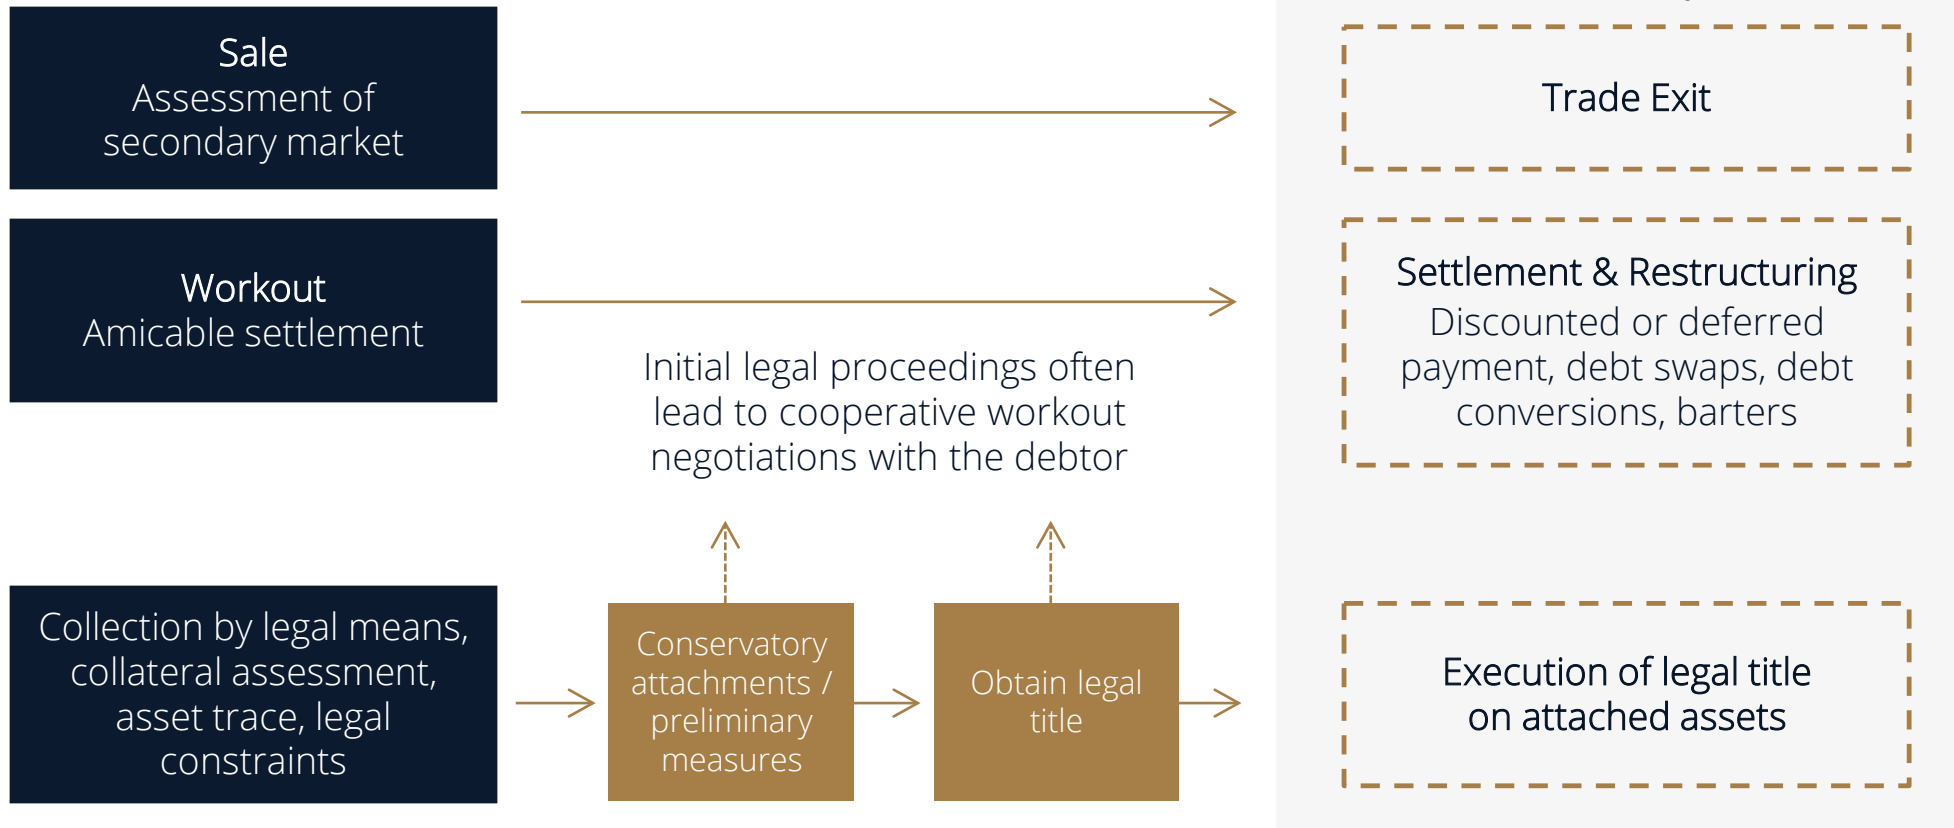 Sale
Assessment of
secondary market
Trade Exit
Workout
Amicable settlement
Settlement & Restructuring
Discounted or deferred
payment, debt swaps, debt
conversions, barters
Initial legal proceedings often
lead to cooperative workout
negotiations with the debtor
Collection by legal means,
collateral assessment,
asset trace, legal
constraints
Conservatory
attachments /
preliminary
measures
Obtain legal
title
Execution of legal title
on attached assets